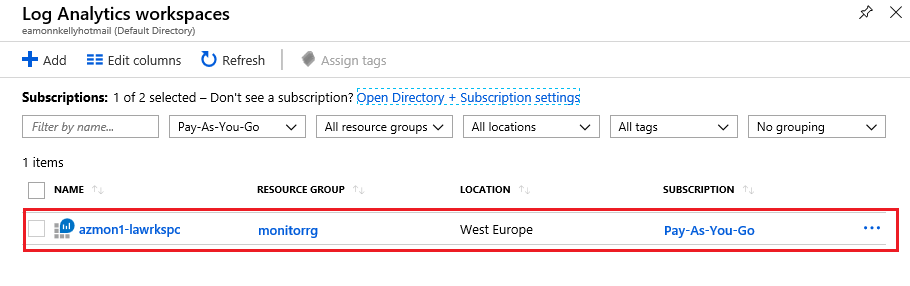 Log Analytics workspaces
eamonnkellyhotmail (Default Directory)
Add Edit columns Refresh Assign tags
Subscriptions: 1 of 2 selected – Don't see a subscription? Open Directory + Subscription settings
Filter by name... Pay-As-You-Go All resource groups All locations All tags No grouping
1 items
NAME RESOURCE GROUP LOCATION SUBSCRIPTION
azmon1-lawrkspc monitorrg West Europe Pay-As-You-Go